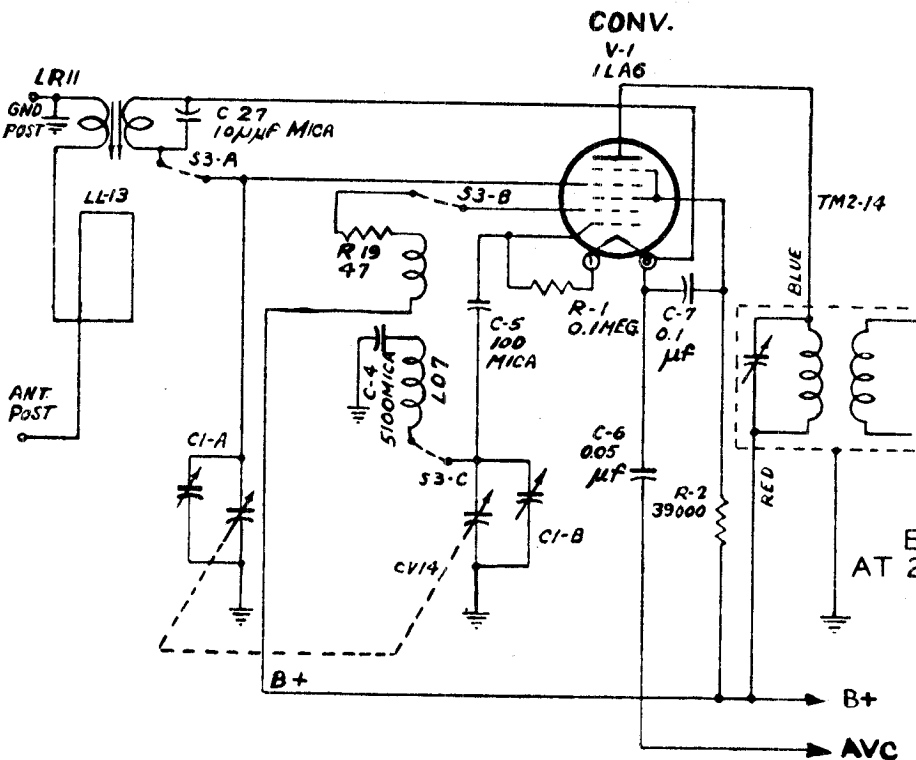 CONV.
V-1
1LA6
LR11
GND
POST
C 27
10µµF MICA
S3-A
LL-13
S3-B
TM2-14
R 19
47
BLUE
R-1
0.1MEG.
C-7
0.1
µf
C-5
100
MICA
C-4
5100MICA
L07
ANT.
POST
C1-A
S3-C
C-6
0.05
µf
RED
R-2
39000
C1-B
CV14
AT 2
B+
B+
AVC